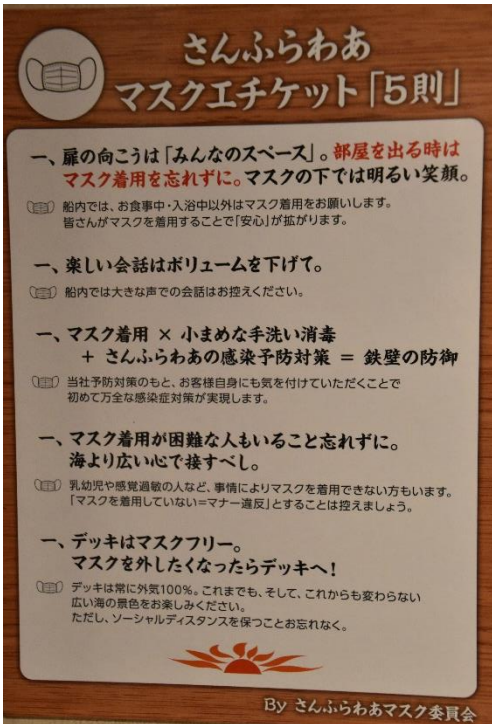 さんふらわあ
マスクエチケット「5則」
一、扉の向こうは「みんなのスペース」。部屋を出る時は
マスク着用を忘れずに。マスクの下では明るい笑顔。
船内では、お食事中・入浴中以外はマスク着用をお願いします。
皆さんがマスクを着用することで「安心」が拡がります。
一、楽しい会話はボリュームを下げて。
船内では大きな声での会話はお控えください。
一、マスク着用 × 小まめな手洗い消毒
+ さんふらわあの感染予防対策 = 鉄壁の防御
当社予防対策のもと、お客様自身にも気を付けていただくことで
初めて万全な感染症対策が実現します。
一、マスク着用が困難な人もいること忘れずに。
海より広い心で接すべし。
乳幼児や感覚過敏の人など、事情によりマスクを着用できない方もいます。
「マスクを着用していない=マナー違反」とすることは控えましょう。
一、デッキはマスクフリー。
マスクを外したくなったらデッキへ!
デッキは常に外気100%。これまでも、そして、これからも変わらない
広い海の景色をお楽しみください。
ただし、ソーシャルディスタンスを保つことお忘れなく。
By さんふらわあマスク委員会